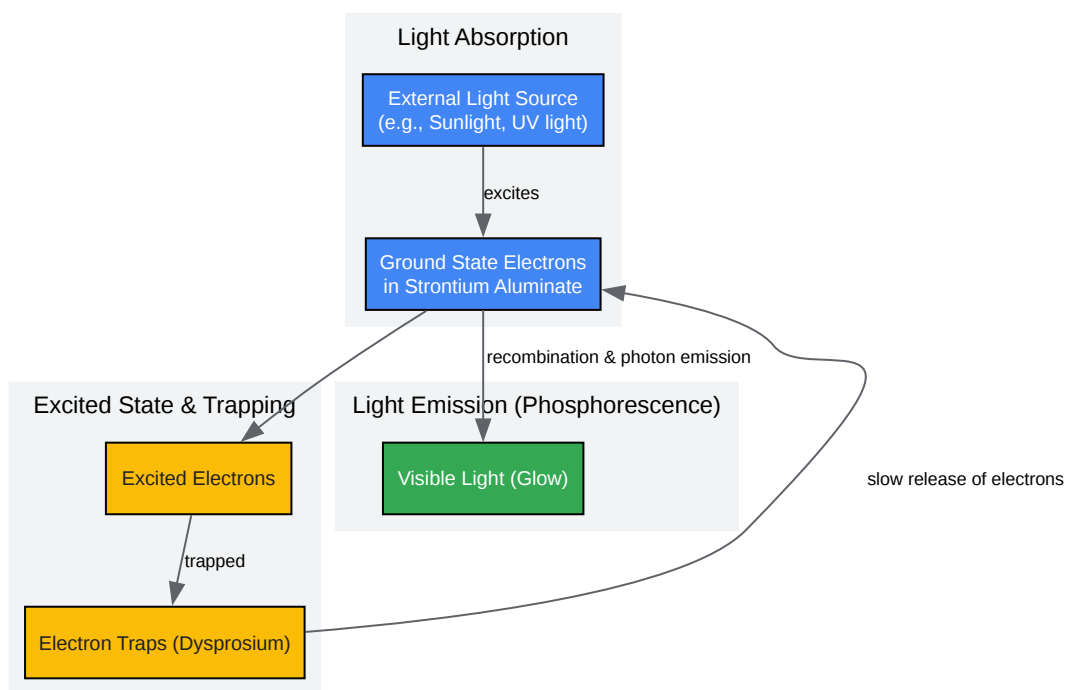 Light Absorption
External Light Source
(e.g., Sunlight, UV light)
excites
Ground State Electrons
in Strontium Aluminate
recombination & photon emission
Excited State & Trapping
Light Emission (Phosphorescence)
Excited Electrons
Visible Light (Glow)
slow release of electrons
trapped
Electron Traps (Dysprosium)